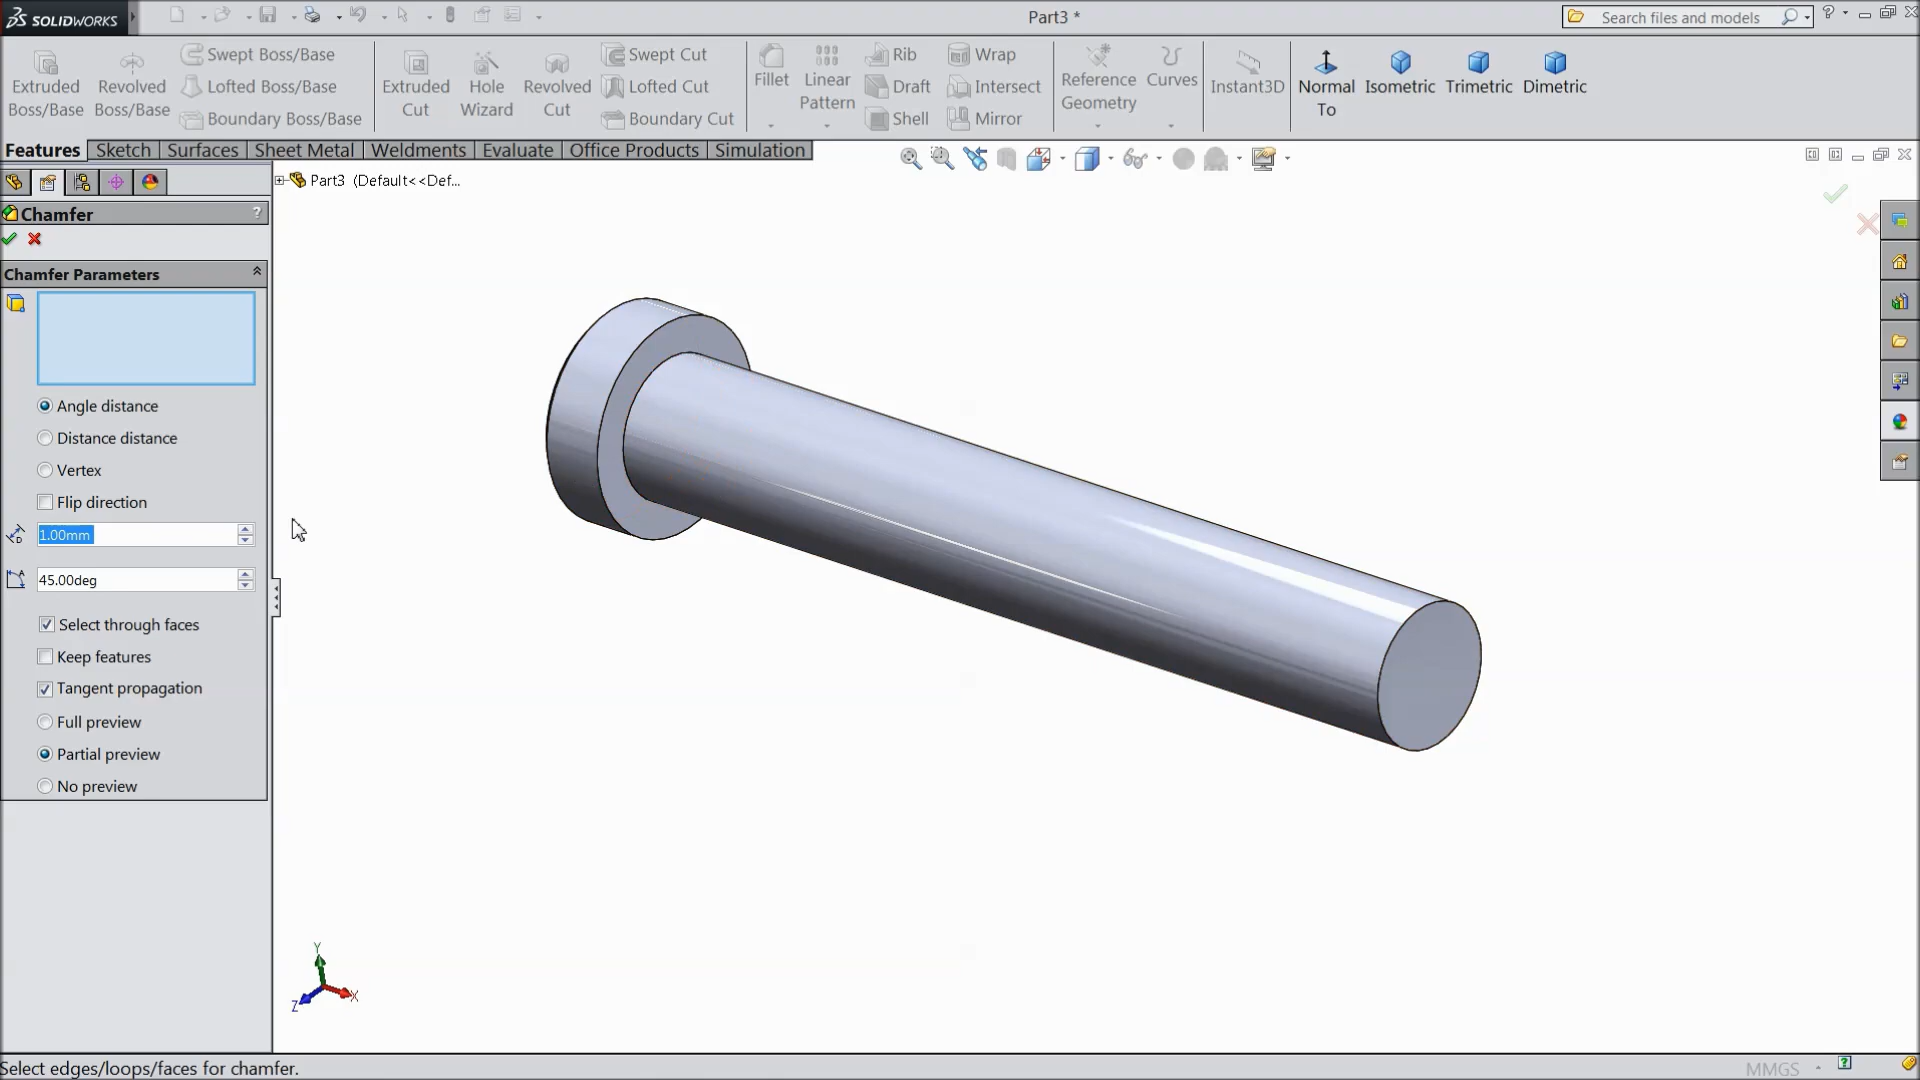 SOLIDWORKS
Part3 *
Search files and models
Extruded Boss/Base
Revolved Boss/Base
Swept Boss/Base
Lofted Boss/Base
Boundary Boss/Base
Extruded Cut
Hole Wizard
Revolved Cut
Swept Cut
Lofted Cut
Boundary Cut
Fillet
Linear Pattern
Rib
Draft
Shell
Wrap
Intersect
Mirror
Reference Geometry
Curves
Instant3D
Normal To
Isometric
Trimetric
Dimetric
Features
Sketch
Surfaces
Sheet Metal
Weldments
Evaluate
Office Products
Simulation
Part3 (Default<<Def...
Chamfer
?
Chamfer Parameters
Angle distance
Distance distance
Vertex
Flip direction
1.00mm
45.00deg
Select through faces
Keep features
Tangent propagation
Full preview
Partial preview
No preview
Y
X
Z
Select edges/loops/faces for chamfer.
MMGS